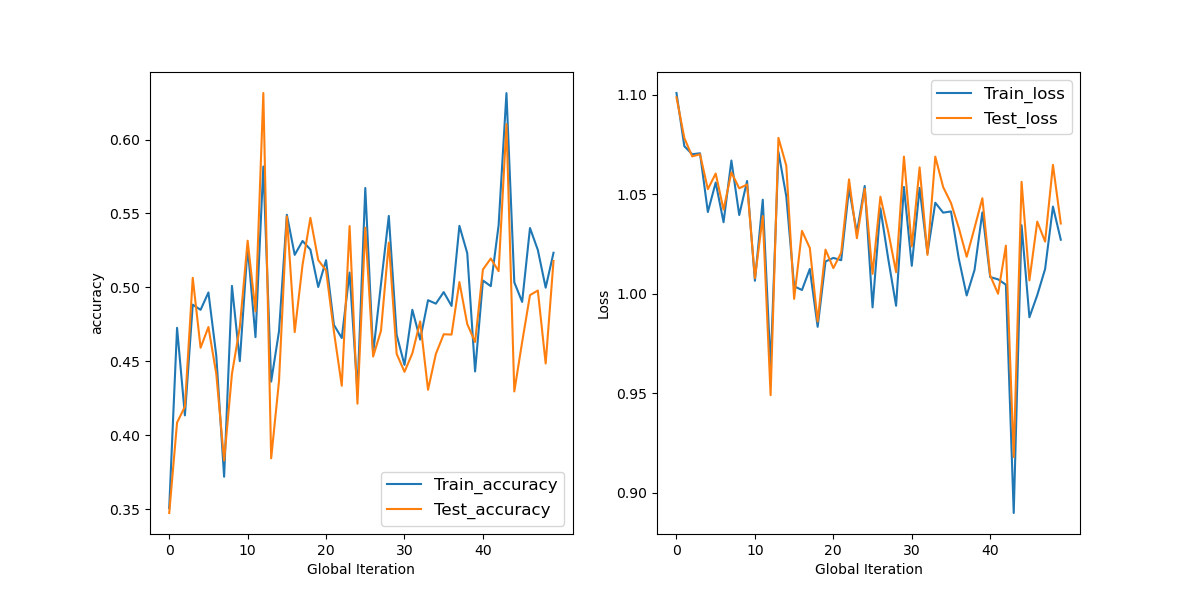 accuracy
0.60
0.55
0.50
0.45
0.40
0.35
0 10 20 30 40
Global Iteration
Train_accuracy
Test_accuracy
Loss
1.10
1.05
1.00
0.95
0.90
0 10 20 30 40
Global Iteration
Train_loss
Test_loss